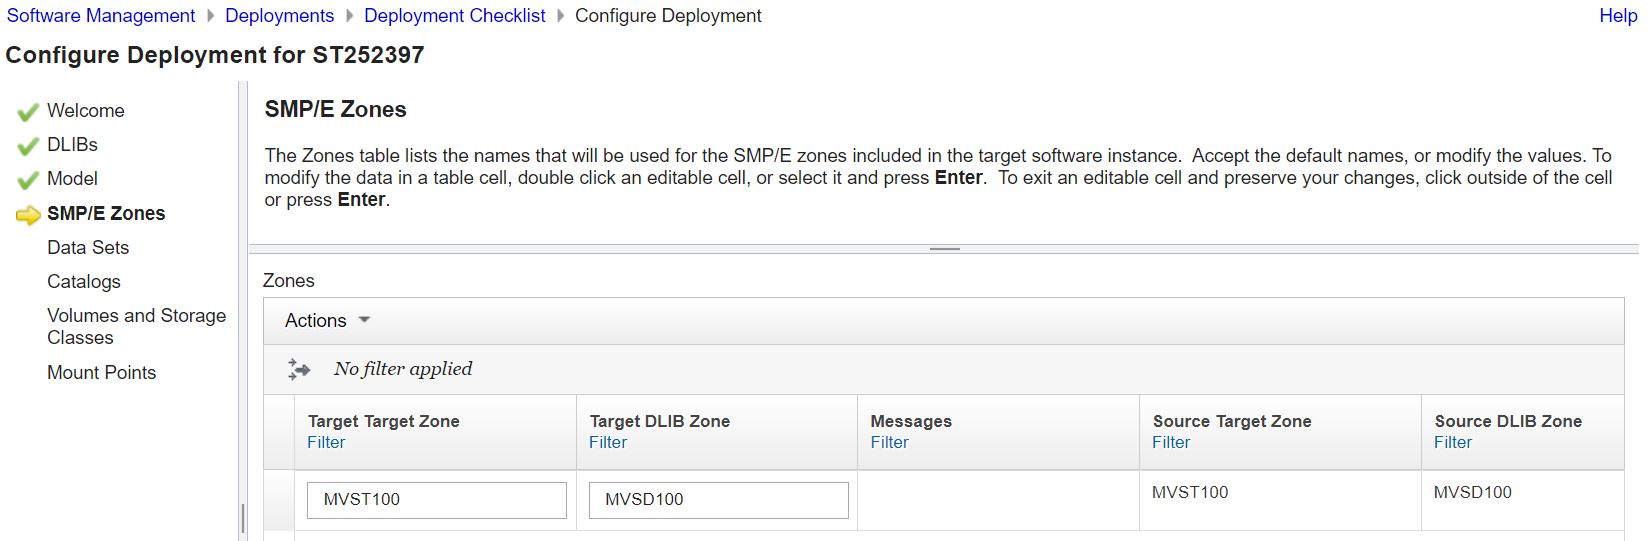 Software Management Deployments Deployment Checklist Configure Deployment Help
Configure Deployment for ST252397
Welcome
DLIBs
Model
SMP/E Zones
Data Sets
Catalogs
Volumes and Storage
Classes
Mount Points
SMP/E Zones
The Zones table lists the names that will be used for the SMP/E zones included in the target software instance.  Accept the default names, or modify the values. To
modify the data in a table cell, double click an editable cell, or select it and press Enter.  To exit an editable cell and preserve your changes, click outside of the cell
or press Enter.
Zones
Actions
No filter applied
Target Target Zone Target DLIB Zone Messages Source Target Zone Source DLIB Zone
Filter Filter Filter Filter Filter
MVST100 MVSD100 MVST100 MVSD100